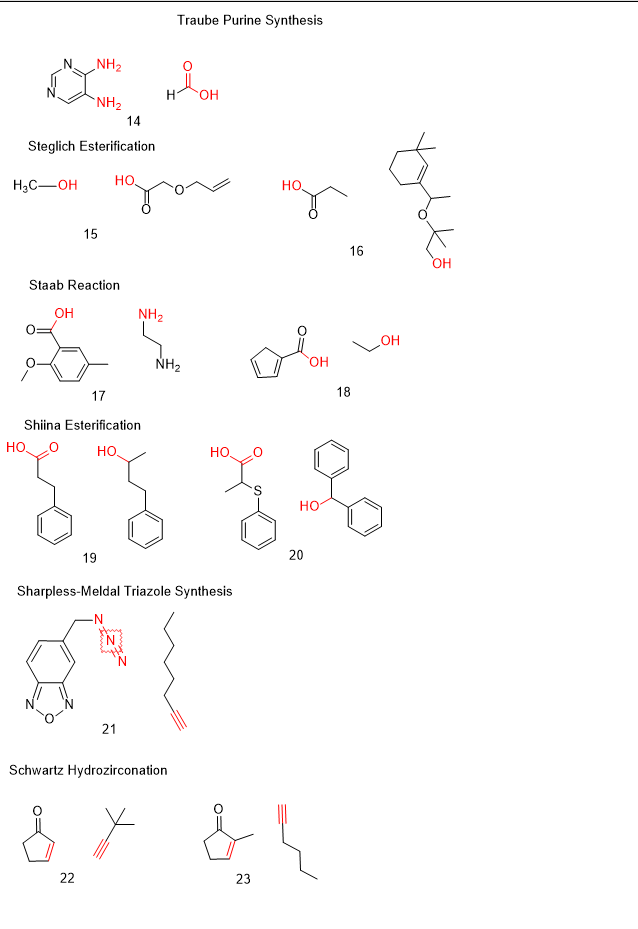 Traube Purine Synthesis
N NH2 O
N NH2 H OH
14
Steglich Esterification
H3C OH HO O O
15
HO O O OH
16
Staab Reaction
OH O O NH2 NH2
17
O OH OH
18
Shiina Esterification
HO O HO
19
HO O S HO
20
Sharpless-Meldal Triazole Synthesis
N N N
N O N
21
Schwartz Hydrozirconation
O
22
O
23